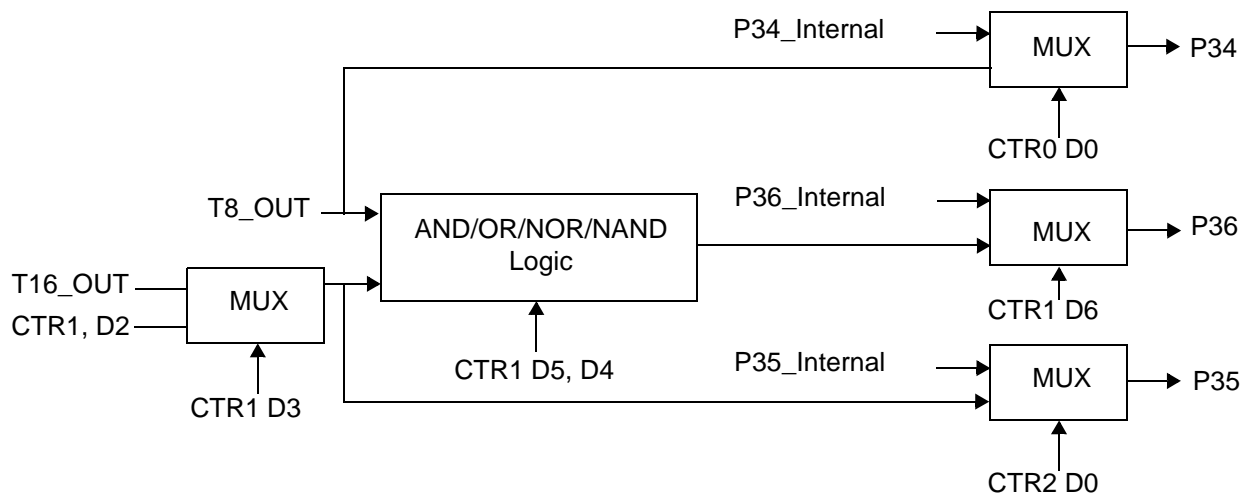 P34_Internal
MUX
P34
CTR0 D0
T8_OUT
AND/OR/NOR/NAND
Logic
P36_Internal
MUX
P36
CTR1 D6
T16_OUT
CTR1, D2
MUX
CTR1 D3
CTR1 D5, D4
P35_Internal
MUX
P35
CTR2 D0